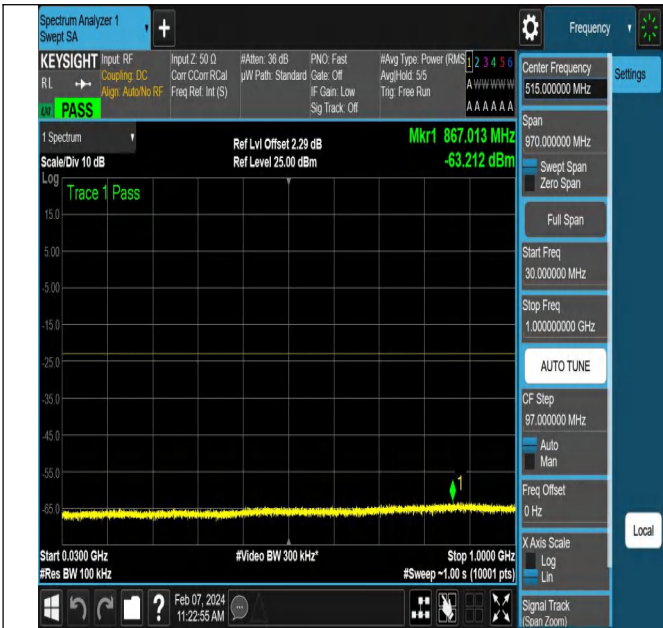 Spectrum Analyzer 1
Swept SA
+
Frequency
KEYSIGHT
RL
PASS
Input: RF
Coupling: DC
Align: Auto/No RF
Input Z: 50 Ω
Corr CCorr RCal
Freq Ref: Int (S)
#Atten: 36 dB
µW Path: Standard
PNO: Fast
Gate: Off
IF Gain: Low
Sig Track: Off
#Avg Type: Power (RMS
Avg|Hold: 5/5
Trig: Free Run
1 2 3 4 5 6
A W W W W W
A A A A A A
1 Spectrum
Scale/Div 10 dB
Log
Ref Lvl Offset 2.29 dB
Ref Level 25.00 dBm
Mkr1 867.013 MHz
-63.212 dBm
Trace 1 Pass
15.0
5.00
-5.00
-15.0
-25.0
-35.0
-45.0
-55.0
-65.0
1
Start 0.0300 GHz
#Res BW 100 kHz
#Video BW 300 kHz*
Stop 1.0000 GHz
#Sweep ~1.00 s (10001 pts)
?
Feb 07, 2024
11:22:55 AM
Center Frequency
515.000000 MHz
Span
970.000000 MHz
Swept Span
Zero Span
Full Span
Start Freq
30.000000 MHz
Stop Freq
1.000000000 GHz
AUTO TUNE
CF Step
97.000000 MHz
Auto
Man
Freq Offset
0 Hz
X Axis Scale
Log
Lin
Signal Track
(Span Zoom)
Settings
Local